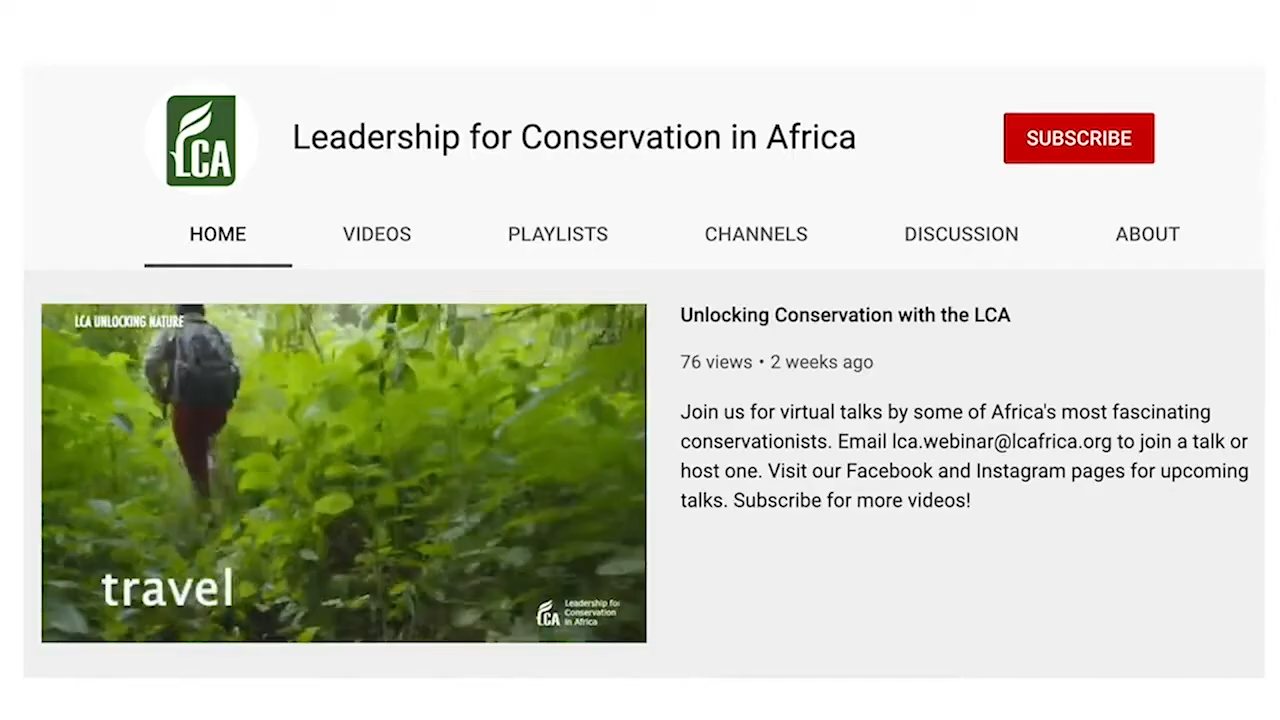 LCA
Leadership for Conservation in Africa
SUBSCRIBE
HOME
VIDEOS
PLAYLISTS
CHANNELS
DISCUSSION
ABOUT
LCA UNLOCKING NATURE
travel
LCA
Leadership for
Conservation
in Africa
Unlocking Conservation with the LCA
76 views • 2 weeks ago
Join us for virtual talks by some of Africa's most fascinating
conservationists. Email lca.webinar@lcafrica.org to join a talk or
host one. Visit our Facebook and Instagram pages for upcoming
talks. Subscribe for more videos!